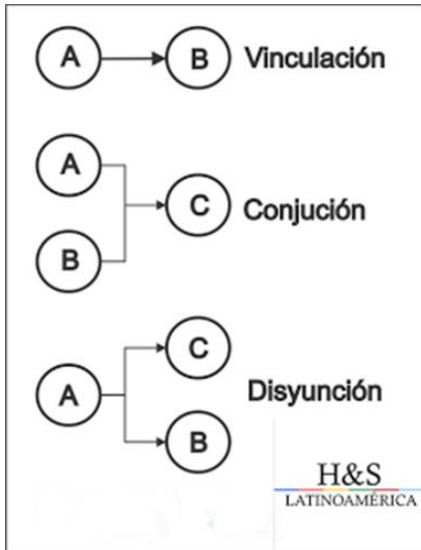 A B Vinculación
A
C Conjución
B
C
A Disyunción
B
H&S
LATINOAMÉRICA